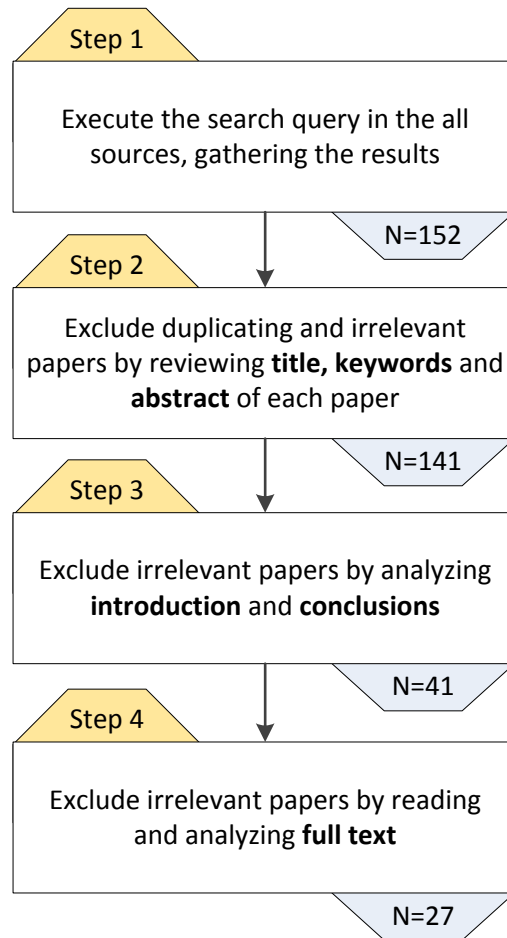 Step 1
Execute the search query in the all
sources, gathering the results
N=152
Step 2
Exclude duplicating and irrelevant
papers by reviewing title, keywords and
abstract of each paper
N=141
Step 3
Exclude irrelevant papers by analyzing
introduction and conclusions
N=41
Step 4
Exclude irrelevant papers by reading
and analyzing full text
N=27